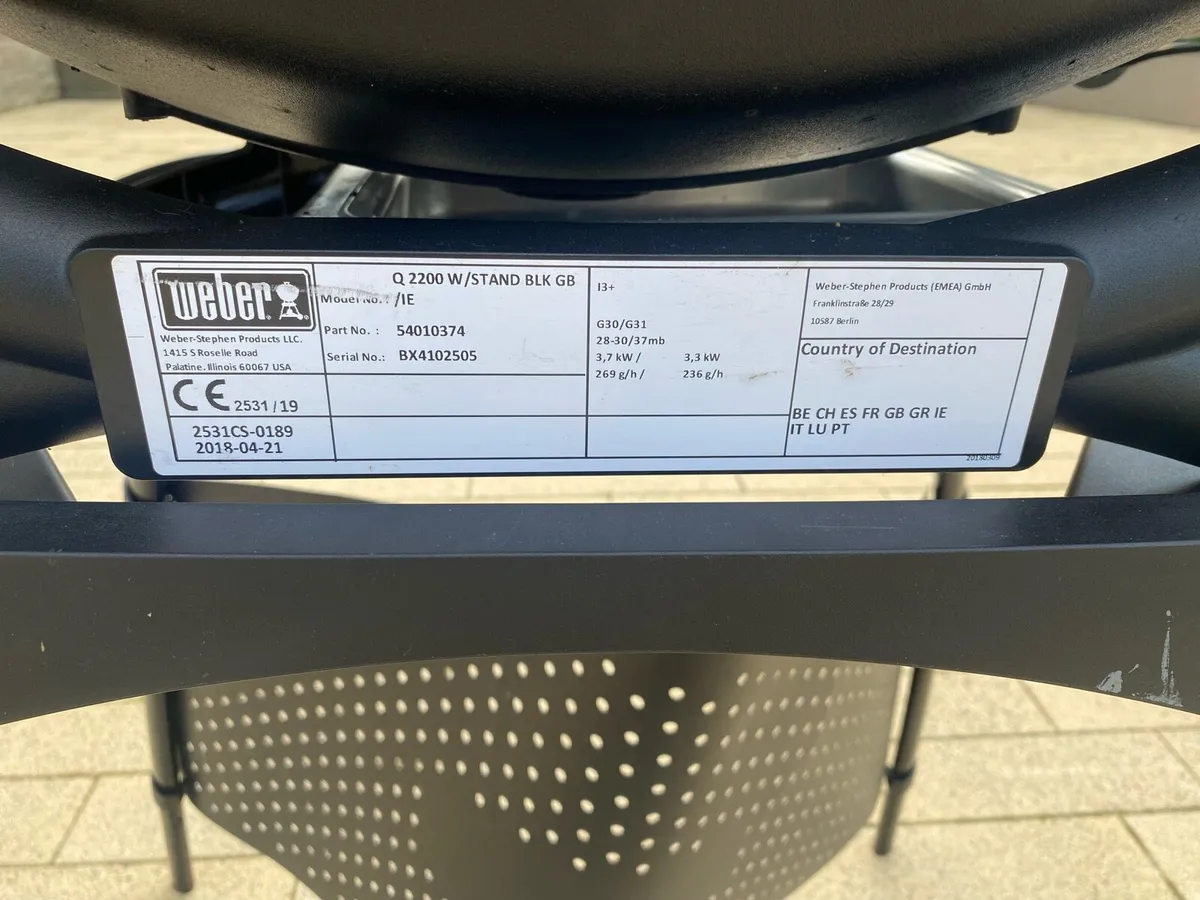 weber
Weber-Stephen Products LLC.
1415 S Roselle Road
Palatine. Illinois 60067 USA
CE 2531 / 19
2531CS-0189
2018-04-21
Q 2200 W/STAND BLK GB
Model No. : /IE
Part No. : 54010374
Serial No.: BX4102505
I3+
G30/G31
28-30/37mb
3,7 kW / 3,3 kW
269 g/h / 236 g/h
Weber-Stephen Products (EMEA) GmbH
Franklinstraße 28/29
10587 Berlin
Country of Destination
BE CH ES FR GB GR IE
IT LU PT
20180309